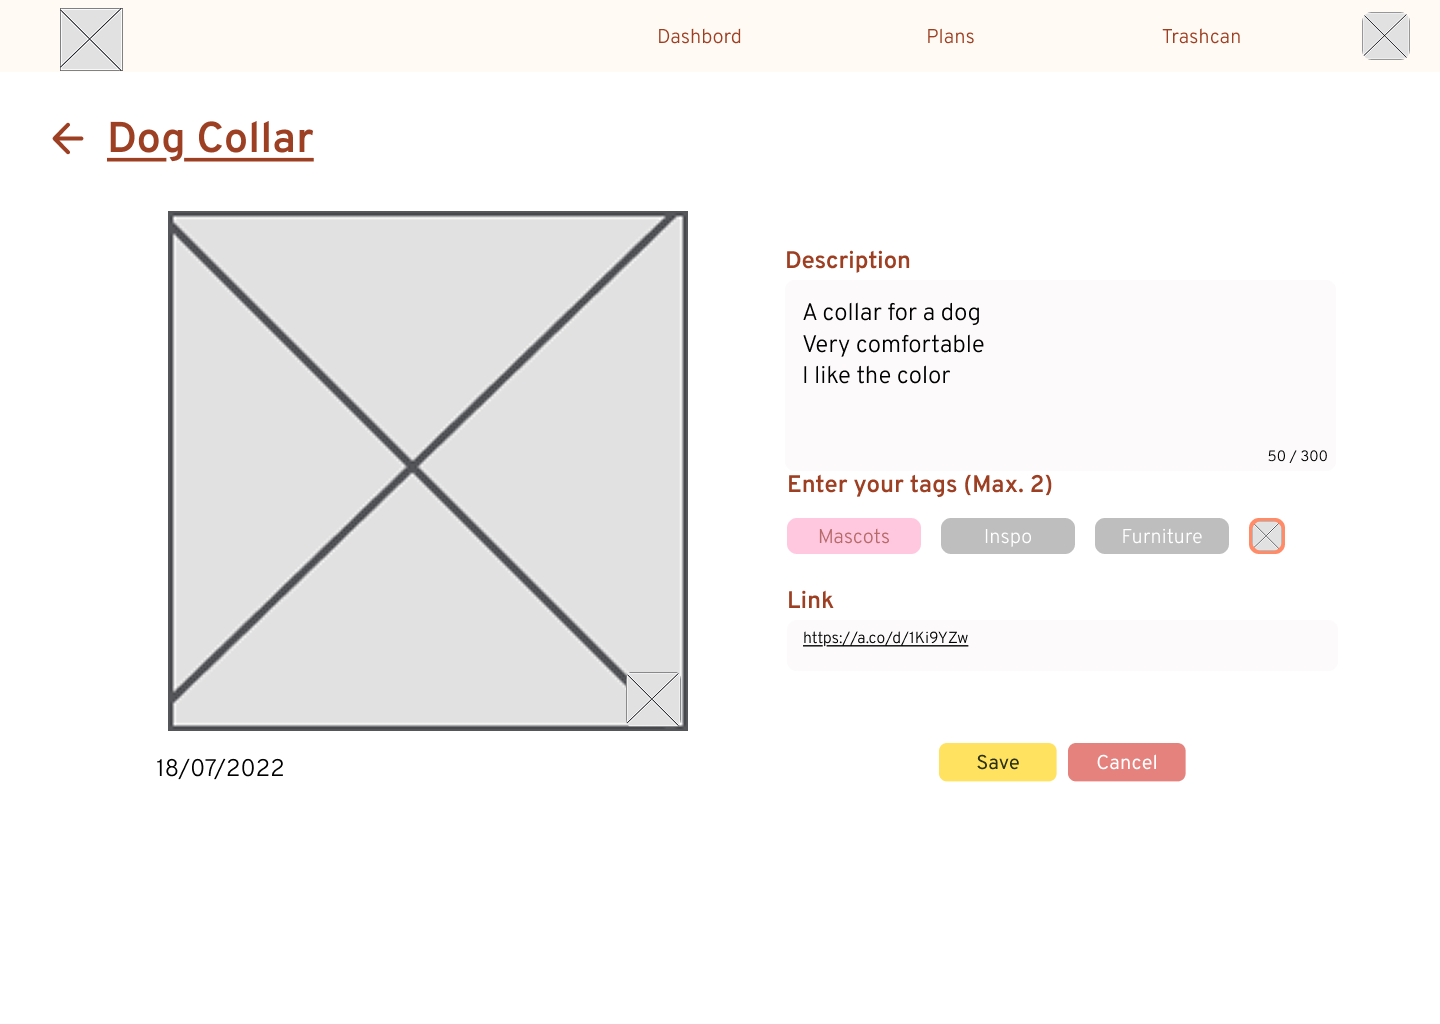 Dashbord
Plans
Trashcan
Dog Collar
Description
A collar for a dog
Very comfortable
I like the color
50 / 300
Enter your tags (Max. 2)
Mascots
Inspo
Furniture
Link
https://a.co/d/1Ki9YZw
18/07/2022
Save
Cancel